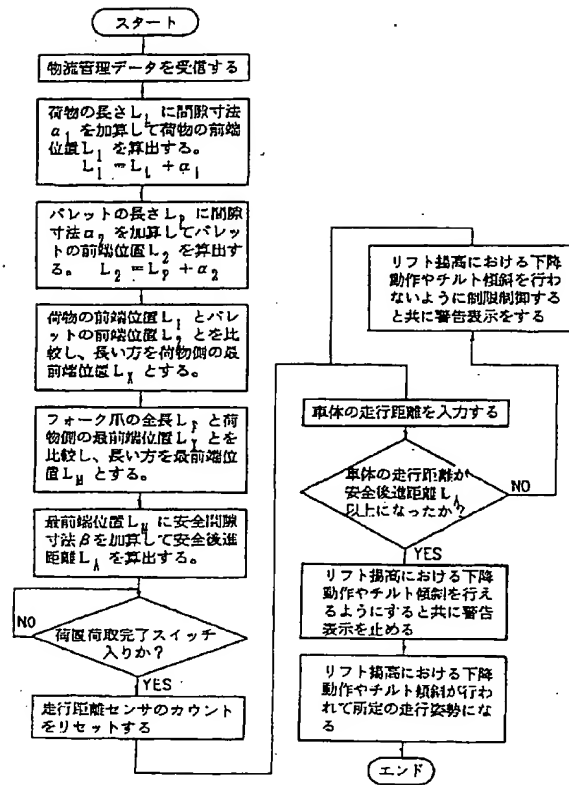 スタート
物流管理データを受信する
荷物の長さL_i に間隙寸法
α₁ を加算して荷物の前端
位置L₁ を算出する。
L₁ =L_i +α₁
パレットの長さL_P に間隙
寸法α₂ を加算してパレッ
トの前端位置L₂ を算出す
る。 L₂ =L_P +α₂
荷物の前端位置L₁ とパレ
ットの前端位置L₂ とを比
較し、長い方を荷物側の最
前端位置L_X とする。
フォーク爪の全長L_F と荷
物側の最前端位置L_X とを
比較し、長い方を最前端位
置L_M とする。
最前端位置L_M に安全間隙
寸法βを加算して安全後進
距離L_A を算出する。
NO
荷置荷取完了スイッチ
入りか?
YES
走行距離センサのカウント
をリセットする
リフト揚高における下降
動作やチルト傾斜を行わ
ないように制限制御する
と共に警告表示をする
車体の走行距離を入力する
車体の走行距離が
安全後進距離L_A
以上になったか?
NO
YES
リフト揚高における下降
動作やチルト傾斜を行え
るようにすると共に警告
表示を止める
リフト揚高における下降
動作やチルト傾斜が行わ
れて所定の走行姿勢にな
る
エンド